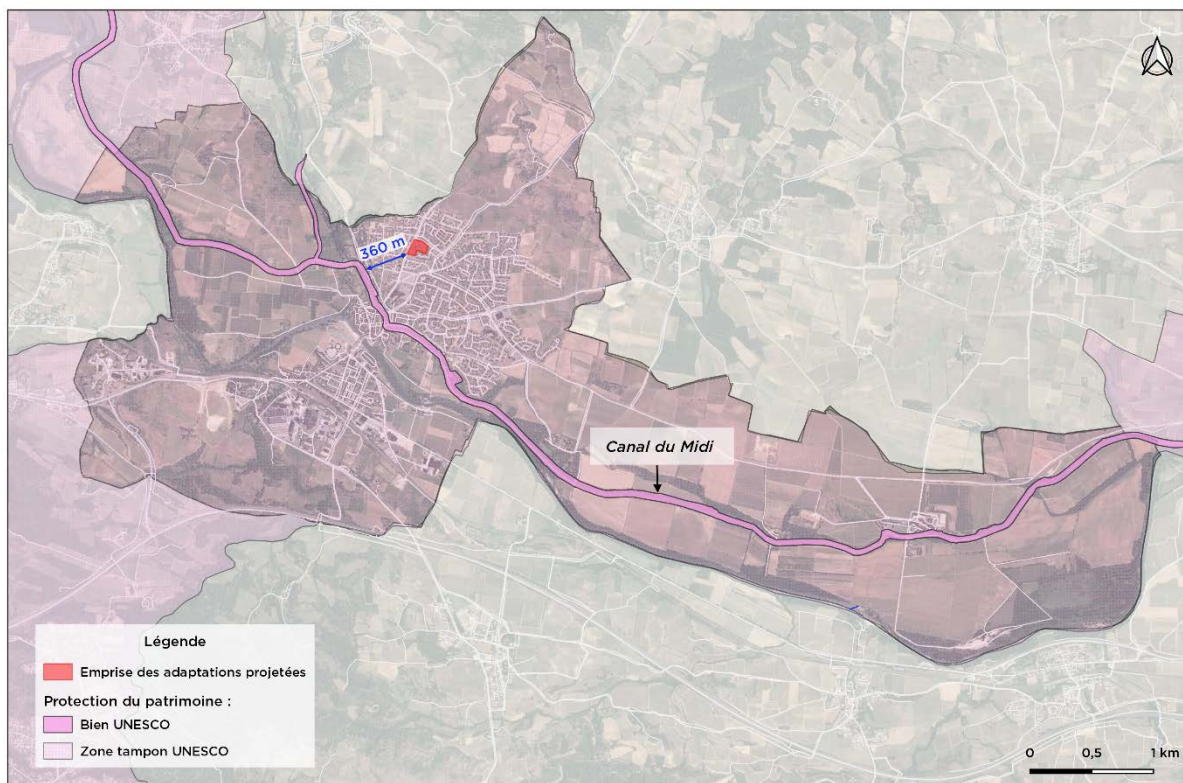 360 m
Canal du Midi
Légende
Emprise des adaptations projetées
Protection du patrimoine :
Bien UNESCO
Zone tampon UNESCO
0 0,5 1 km